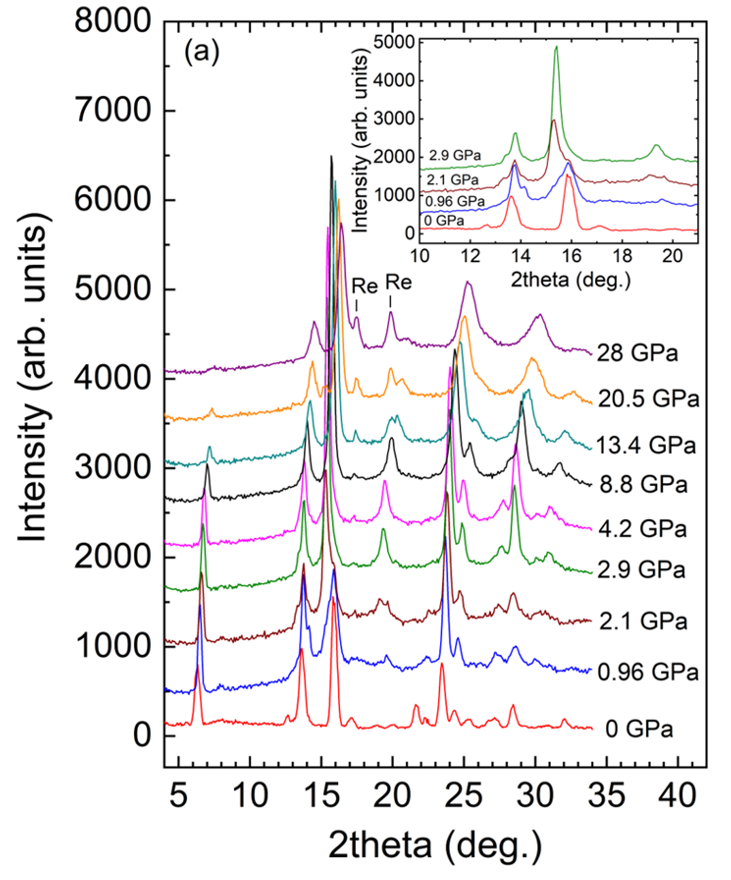 (a)
Intensity (arb. units)
8000
7000
6000
5000
4000
3000
2000
1000
0
5 10 15 20 25 30 35 40
2theta (deg.)
Re Re
28 GPa
20.5 GPa
13.4 GPa
8.8 GPa
4.2 GPa
2.9 GPa
2.1 GPa
0.96 GPa
0 GPa
Intensity (arb. units)
5000
4000
3000
2000
1000
0
2.9 GPa
2.1 GPa
0.96 GPa
0 GPa
10 12 14 16 18 20
2theta (deg.)